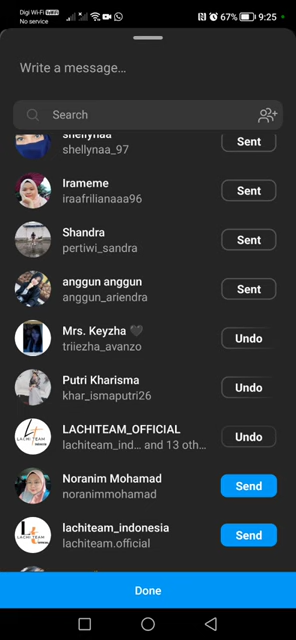 Digi Wi-Fi
No service
67%
9:25
Write a message...
Search
shellynaa
shellynaa_97
Sent
Irameme
iraafrilianaaa96
Sent
Shandra
pertiwi_sandra
Sent
anggun anggun
anggun_ariendra
Sent
Mrs. Keyzha 🖤
triiezha_avanzo
Undo
Putri Kharisma
khar_ismaputri26
Undo
LACHITEAM_OFFICIAL
lachiteam_ind... and 13 oth...
Undo
Noranim Mohamad
noranimmohamad
Send
lachiteam_indonesia
lachiteam.official
Send
Done